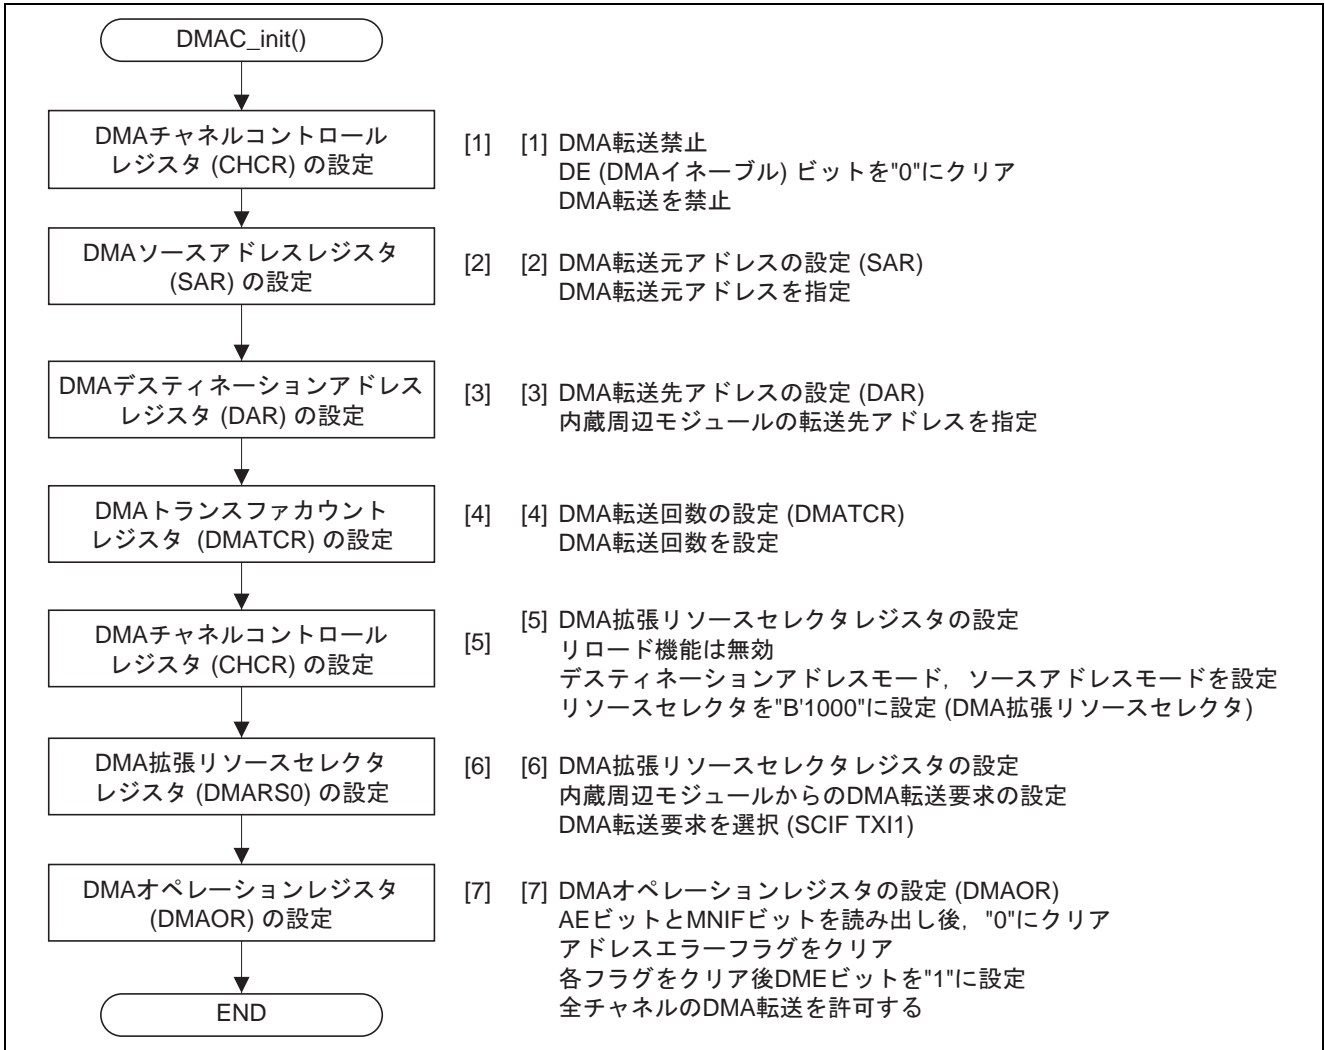 DMAC_init()
DMAチャネルコントロール
レジスタ (CHCR) の設定
[1]
[1] DMA転送禁止
DE (DMAイネーブル) ビットを"0"にクリア
DMA転送を禁止
DMAソースアドレスレジスタ
(SAR) の設定
[2]
[2] DMA転送元アドレスの設定 (SAR)
DMA転送元アドレスを指定
DMAデスティネーションアドレス
レジスタ (DAR) の設定
[3]
[3] DMA転送先アドレスの設定 (DAR)
内蔵周辺モジュールの転送先アドレスを指定
DMAトランスファカウント
レジスタ (DMATCR) の設定
[4]
[4] DMA転送回数の設定 (DMATCR)
DMA転送回数を設定
DMAチャネルコントロール
レジスタ (CHCR) の設定
[5]
[5] DMA拡張リソースセレクタレジスタの設定
リロード機能は無効
デスティネーションアドレスモード，ソースアドレスモードを設定
リソースセレクタを"B'1000"に設定 (DMA拡張リソースセレクタ)
DMA拡張リソースセレクタ
レジスタ (DMARS0) の設定
[6]
[6] DMA拡張リソースセレクタレジスタの設定
内蔵周辺モジュールからのDMA転送要求の設定
DMA転送要求を選択 (SCIF TXI1)
DMAオペレーションレジスタ
(DMAOR) の設定
[7]
[7] DMAオペレーションレジスタの設定 (DMAOR)
AEビットとMNIFビットを読み出し後，"0"にクリア
アドレスエラーフラグをクリア
各フラグをクリア後DMEビットを"1"に設定
全チャネルのDMA転送を許可する
END